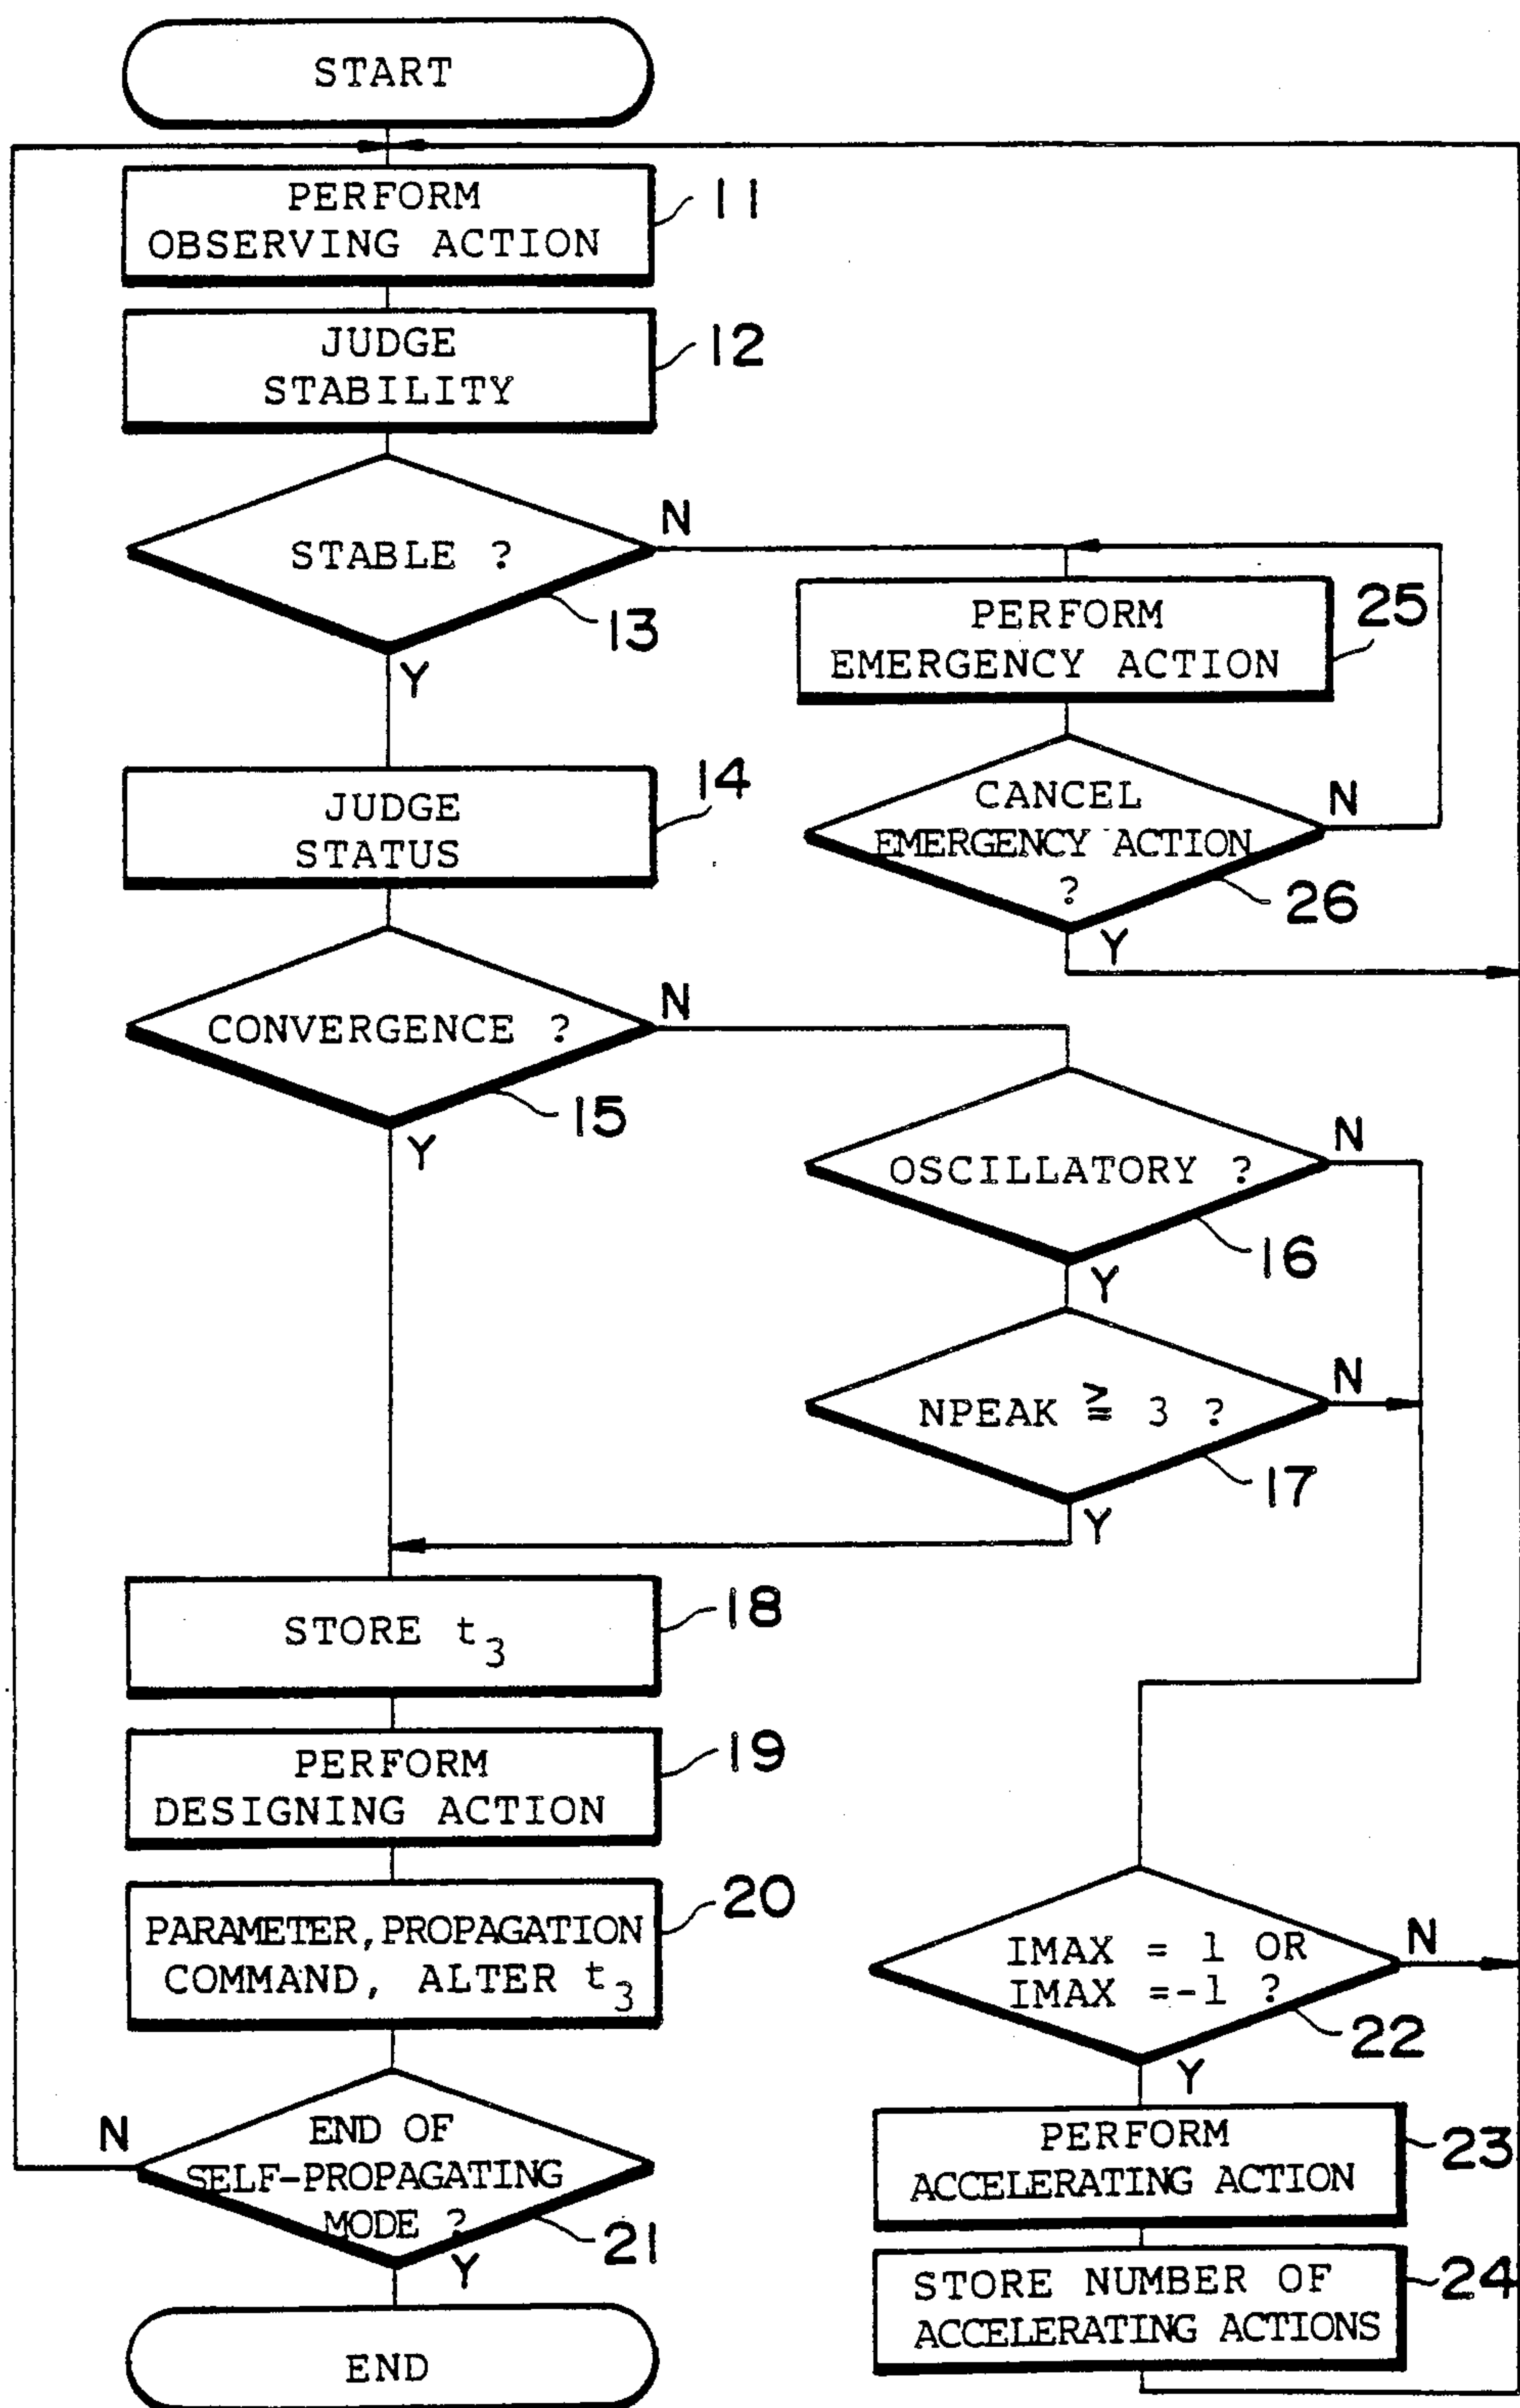 START
PERFORM
OBSERVING ACTION
11
JUDGE
STABILITY
12
STABLE ?
N
13
Y
PERFORM
EMERGENCY ACTION
25
JUDGE
STATUS
14
CANCEL
EMERGENCY ACTION
?
N
26
Y
CONVERGENCE ?
N
15
Y
OSCILLATORY ?
N
16
Y
NPEAK ≧ 3 ?
N
17
Y
STORE t₃
18
PERFORM
DESIGNING ACTION
19
PARAMETER, PROPAGATION
COMMAND, ALTER t₃
20
IMAX = 1 OR
IMAX =-1 ?
N
22
Y
END OF
SELF-PROPAGATING
MODE ?
N
21
Y
PERFORM
ACCELERATING ACTION
23
STORE NUMBER OF
ACCELERATING ACTIONS
24
END